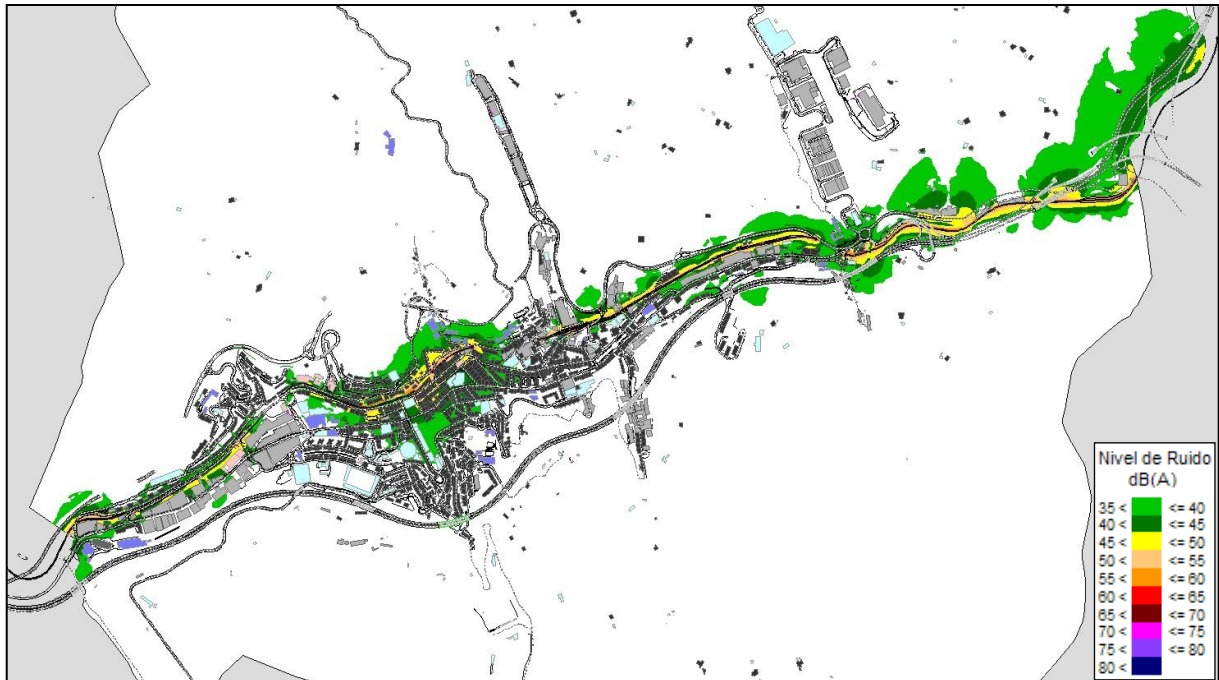 Nivel de Ruido
dB(A)
35 < <= 40
40 < <= 45
45 < <= 50
50 < <= 55
55 < <= 60
60 < <= 65
65 < <= 70
70 < <= 75
75 < <= 80
80 <